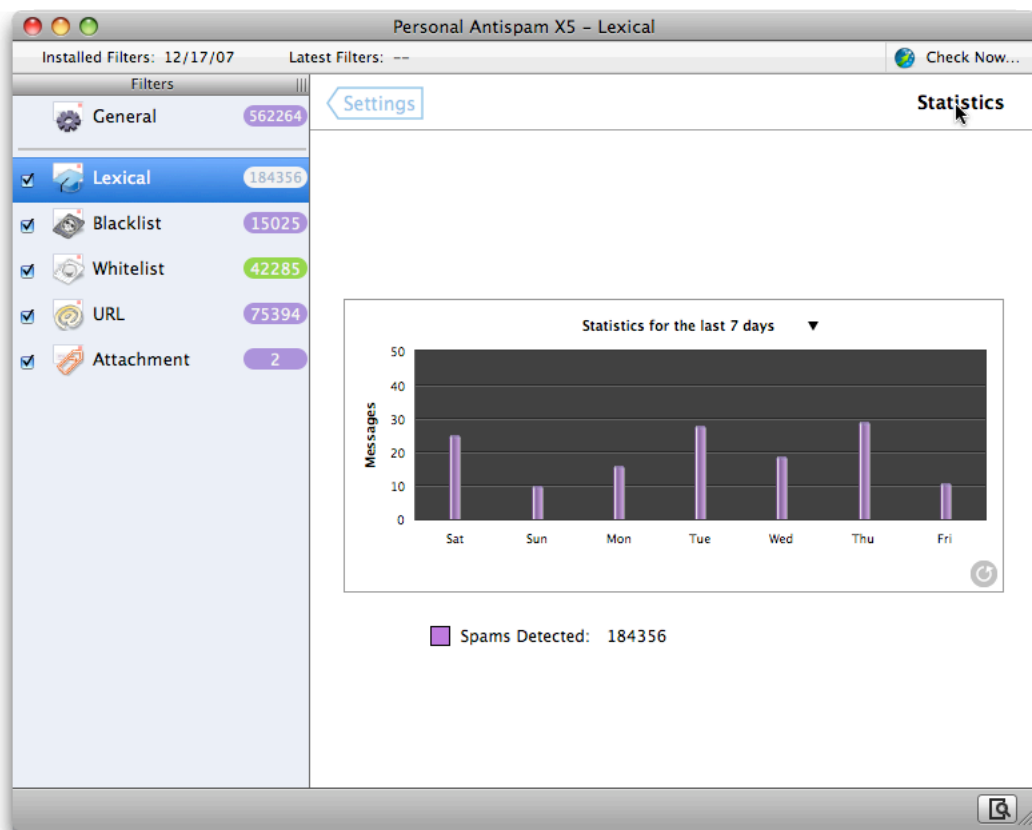 Personal Antispam X5 – Lexical
Installed Filters: 12/17/07 Latest Filters: -- Check Now...
Filters
General 562264
Lexical 184356
Blacklist 15025
Whitelist 42285
URL 75394
Attachment 2
Settings
Statistics
Statistics for the last 7 days
Messages
50
40
30
20
10
0
Sat Sun Mon Tue Wed Thu Fri
Spams Detected: 184356